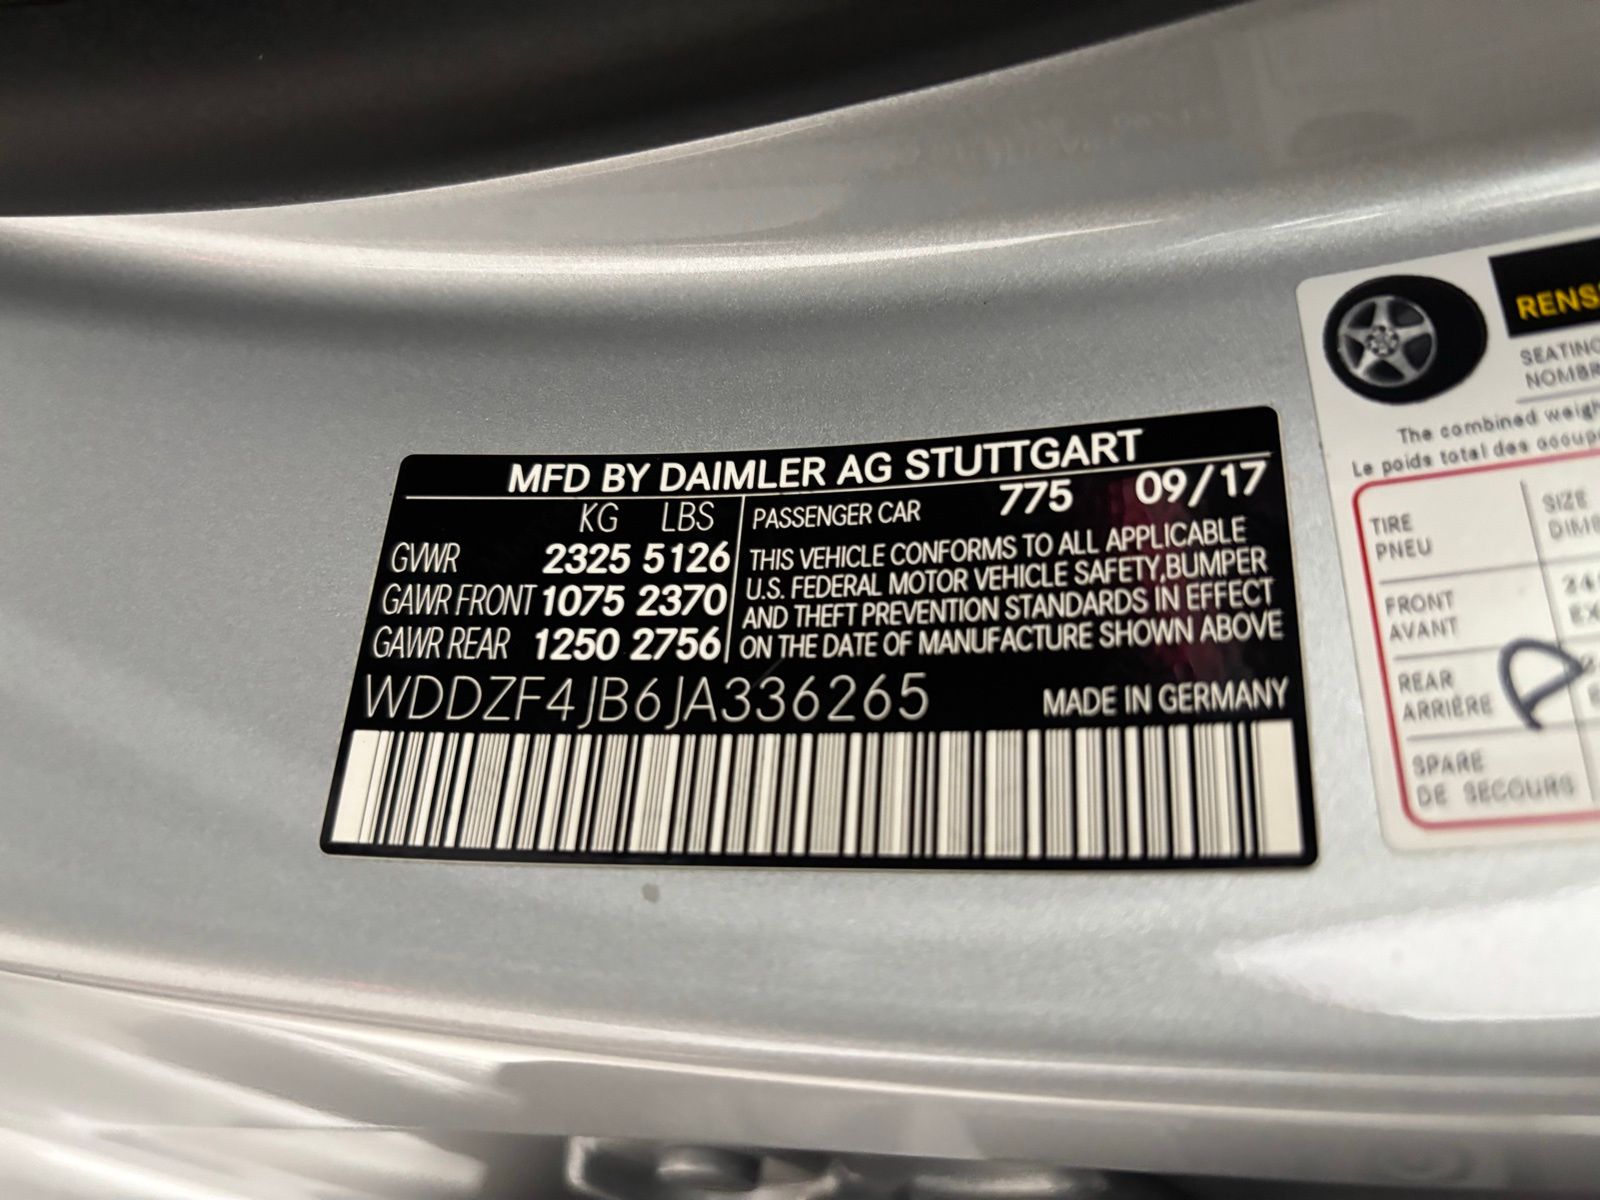 MFD BY DAIMLER AG STUTTGART
KG LBS
GVWR 2325 5126
GAWR FRONT 1075 2370
GAWR REAR 1250 2756
PASSENGER CAR 775 09/17
THIS VEHICLE CONFORMS TO ALL APPLICABLE
U.S. FEDERAL MOTOR VEHICLE SAFETY,BUMPER
AND THEFT PREVENTION STANDARDS IN EFFECT
ON THE DATE OF MANUFACTURE SHOWN ABOVE
WDDZF4JB6JA336265 MADE IN GERMANY
The combined
Le poids total des
TIRE
PNEU
SIZE
FRONT
AVANT
REAR
ARRIÈRE
SPARE
DE SECOURS